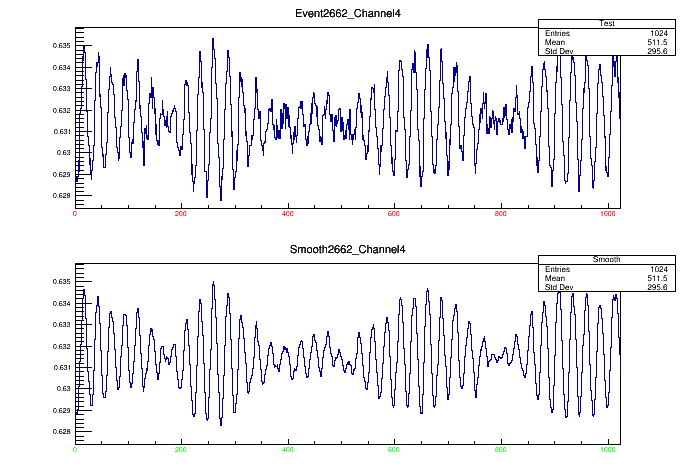 Event2662_Channel4
Test
Entries 1024
Mean 511.5
Std Dev 295.6
0.635
0.634
0.633
0.632
0.631
0.63
0.629
0.628
0 200 400 600 800 1000
Smooth2662_Channel4
Smooth
Entries 1024
Mean 511.5
Std Dev 295.6
0.635
0.634
0.633
0.632
0.631
0.63
0.629
0.628
0 200 400 600 800 1000